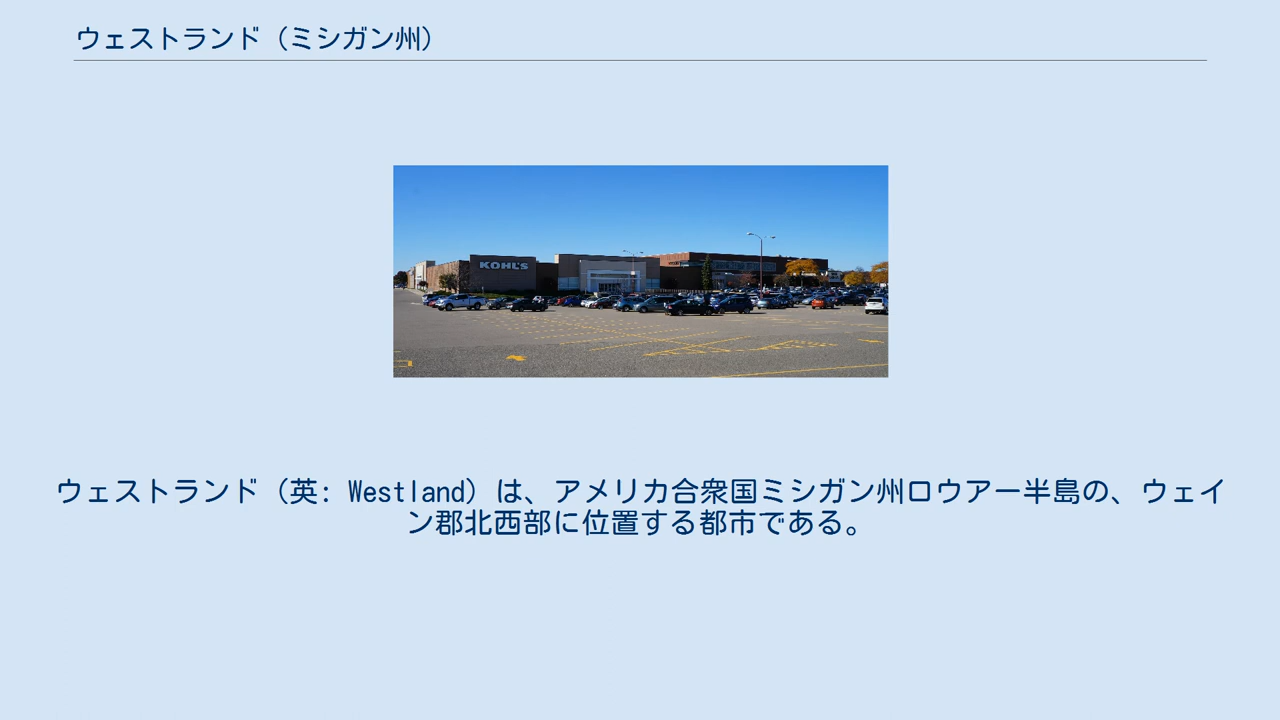 ウェストランド（ミシガン州）
KOHL'S
ウェストランド（英: Westland）は、アメリカ合衆国ミシガン州ロウアー半島の、ウェイ
ン郡北西部に位置する都市である。